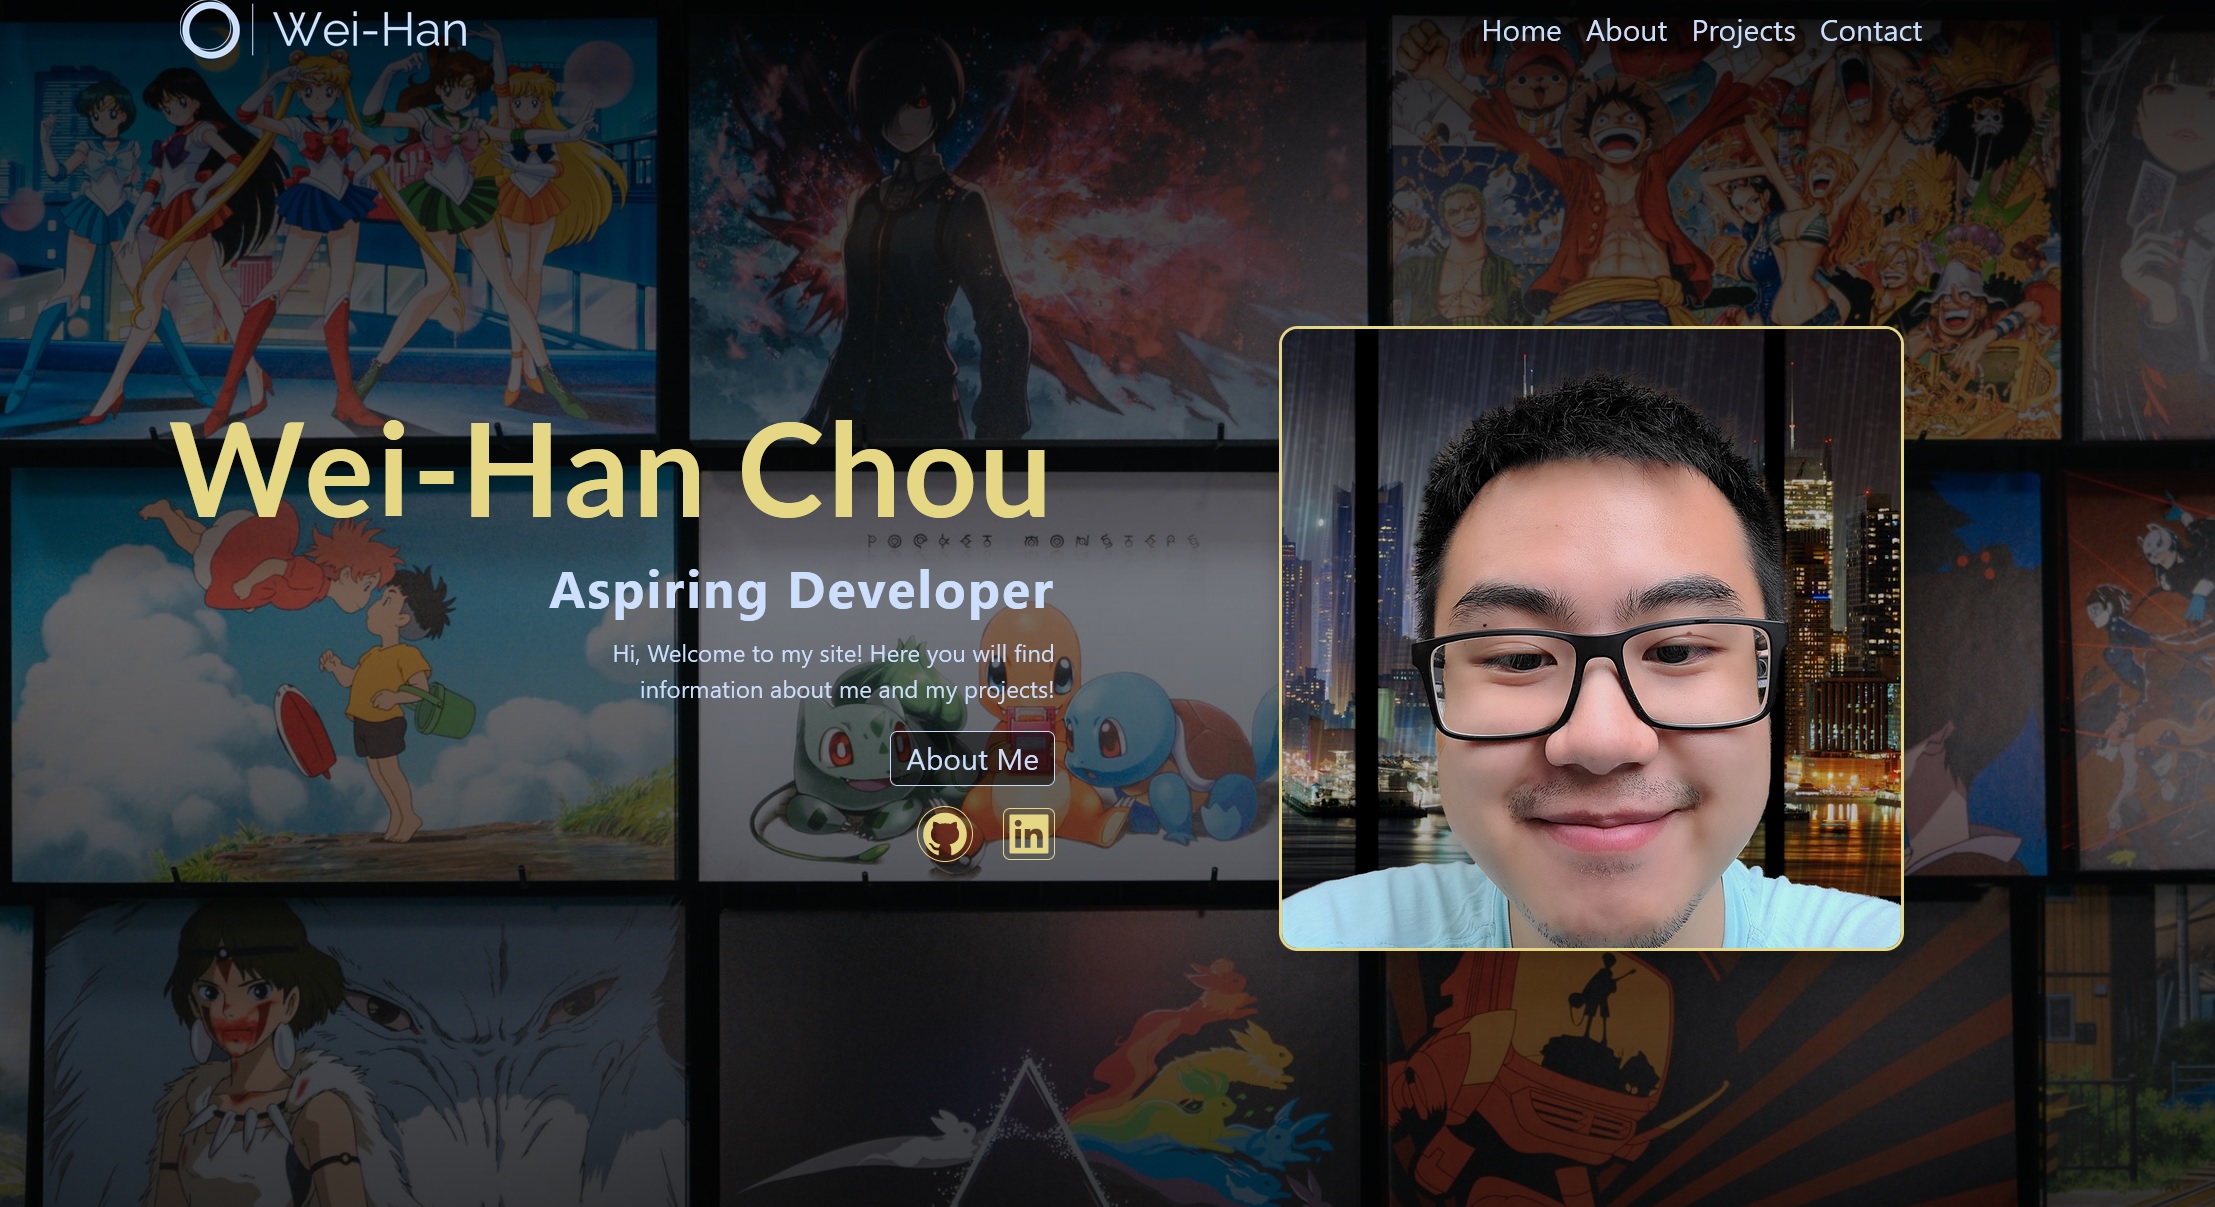 Wei-Han
Home About Projects Contact
Wei-Han Chou
POCKET MONSTERS
Aspiring Developer
Hi, Welcome to my site! Here you will find
information about me and my projects!
About Me
in